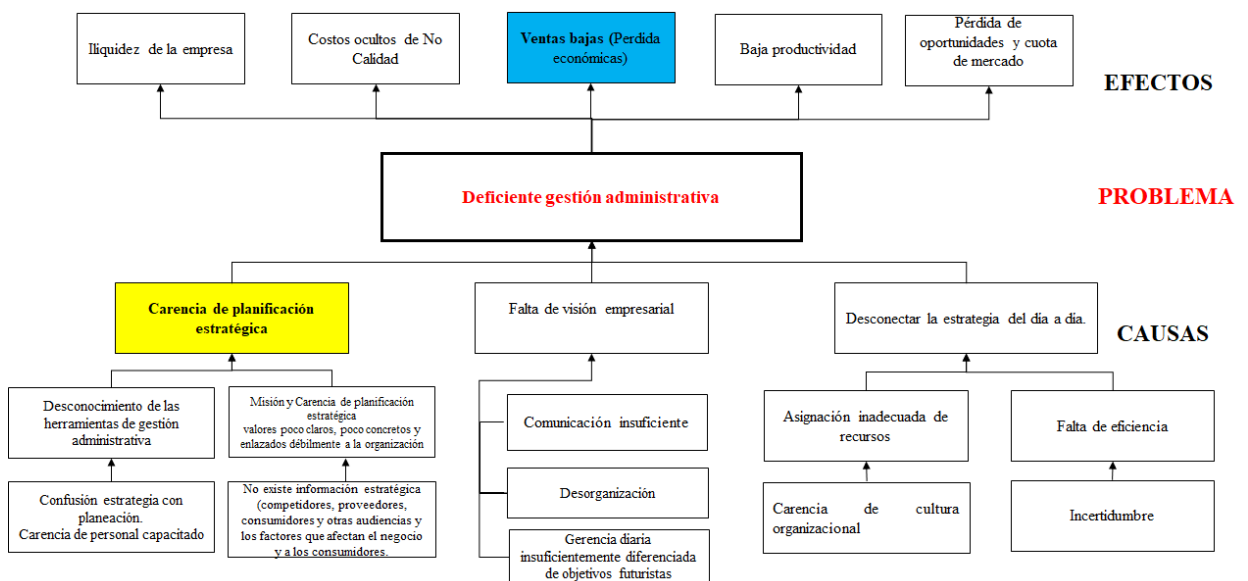 Iliquidez de la empresa
Costos ocultos de No
Calidad
Ventas bajas (Perdida
económicas)
Baja productividad
Pérdida de
oportunidades y cuota
de mercado
EFECTOS
Deficiente gestión administrativa
PROBLEMA
Carencia de planificación
estratégica
Falta de visión empresarial
Desconectar la estrategia del día a día.
CAUSAS
Desconocimiento de las
herramientas de gestión
administrativa
Misión y Carencia de planificación
estratégica
valores poco claros, poco concretos y
enlazados débilmente a la organización
Comunicación insuficiente
Asignación inadecuada de
recursos
Falta de eficiencia
Confusión estrategia con
planeación.
Carencia de personal capacitado
No existe información estratégica
(competidores, proveedores,
consumidores y otras audiencias y
los factores que afectan el negocio
y a los consumidores.
Desorganización
Carencia de cultura
organizacional
Incertidumbre
Gerencia diaria
insuficientemente diferenciada
de objetivos futuristas